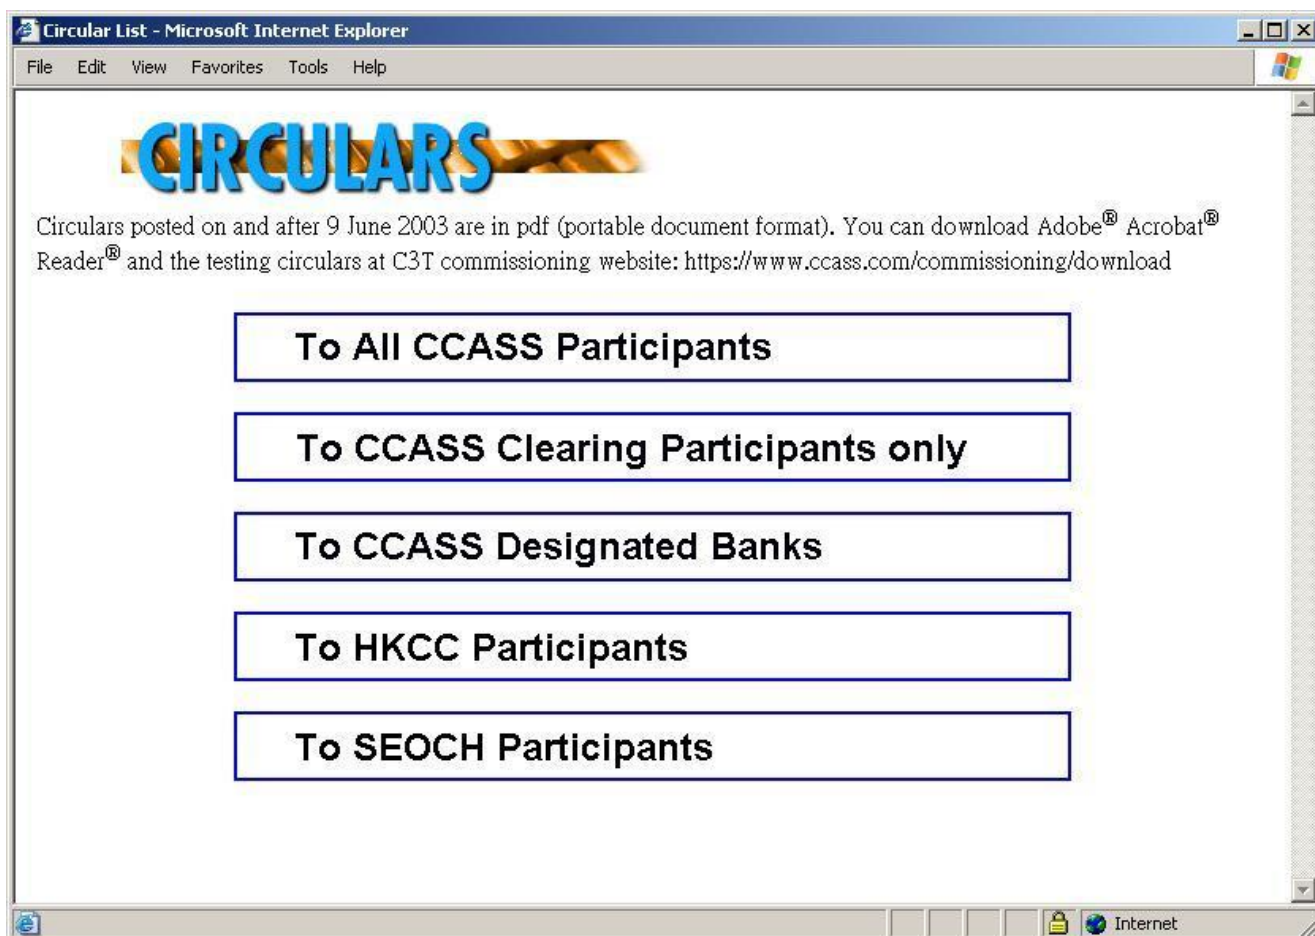 Circular List - Microsoft Internet Explorer
File Edit View Favorites Tools Help
CIRCULARS
Circulars posted on and after 9 June 2003 are in pdf (portable document format). You can download Adobe® Acrobat®
Reader® and the testing circulars at C3T commissioning website: https://www.ccass.com/commissioning/download
To All CCASS Participants
To CCASS Clearing Participants only
To CCASS Designated Banks
To HKCC Participants
To SEOCH Participants
Internet